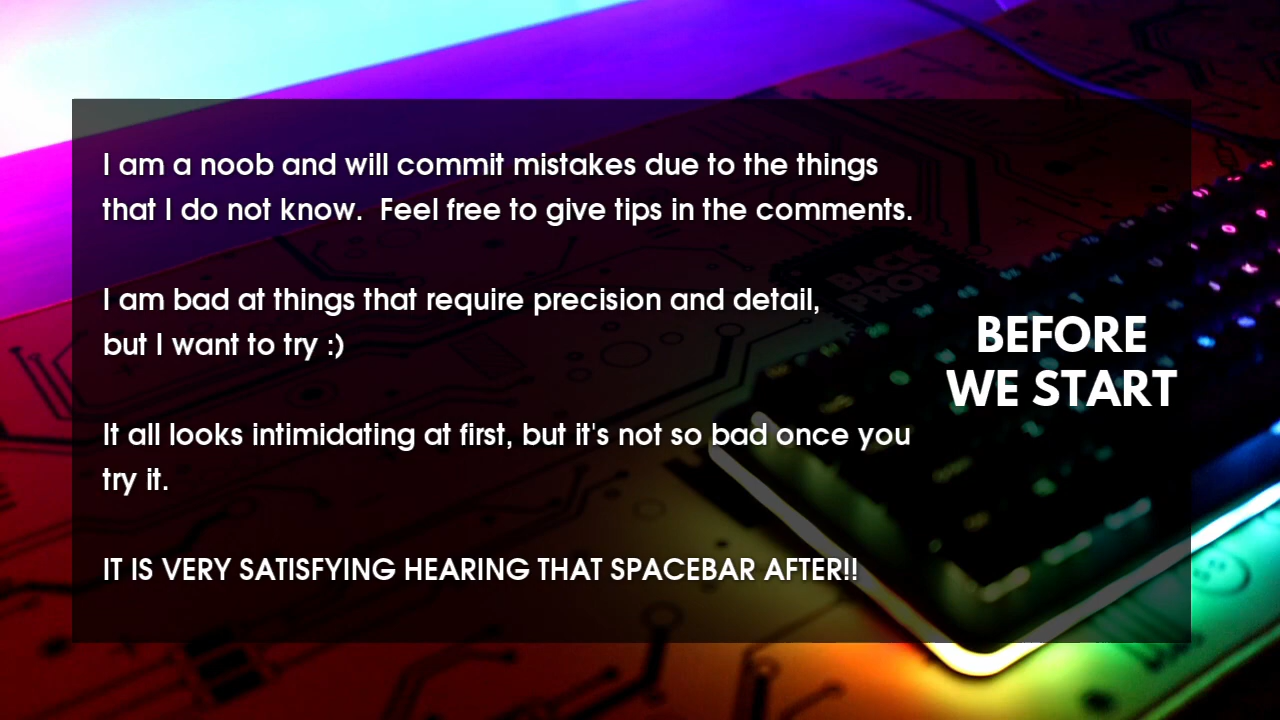 I am a noob and will commit mistakes due to the things
that I do not know.  Feel free to give tips in the comments.
I am bad at things that require precision and detail,
but I want to try :)
It all looks intimidating at first, but it's not so bad once you
try it.
IT IS VERY SATISFYING HEARING THAT SPACEBAR AFTER!!
BEFORE
WE START
BACK
PROP